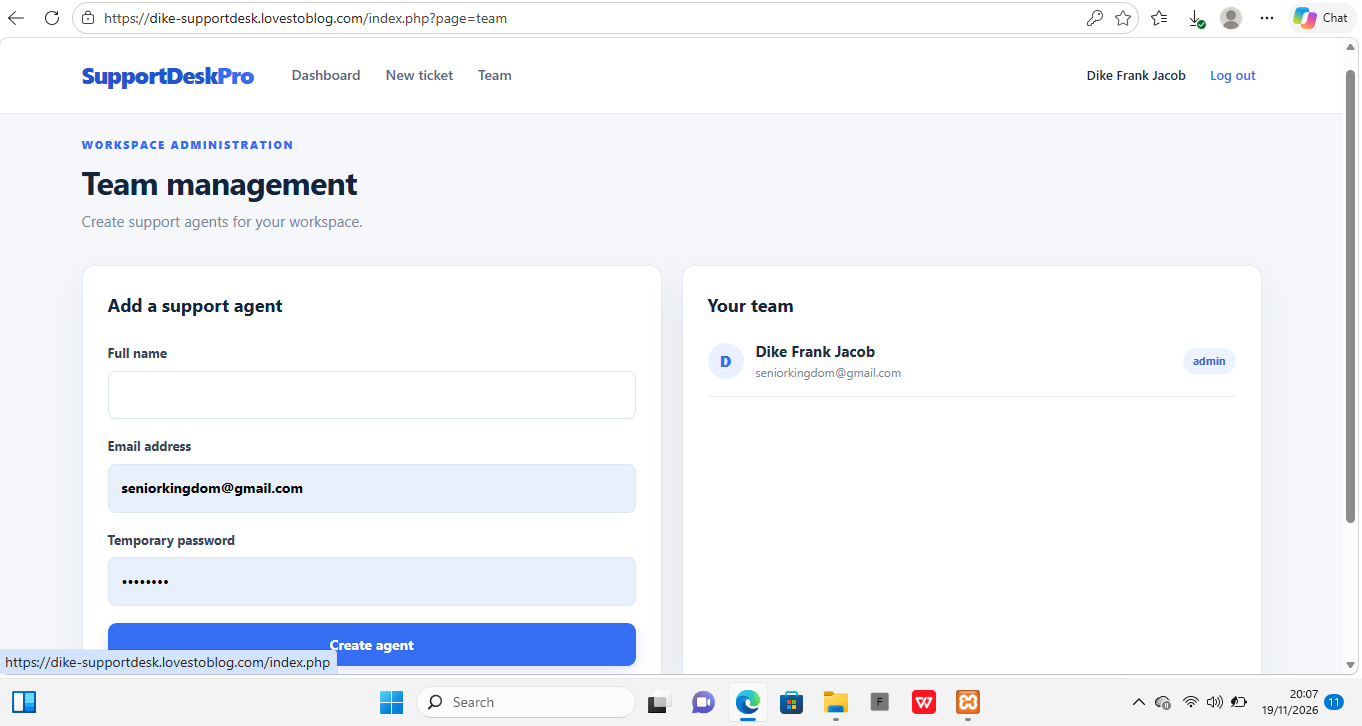 https://dike-supportdesk.lovestoblog.com/index.php?page=team
Chat
SupportDeskPro
Dashboard
New ticket
Team
Dike Frank Jacob
Log out
WORKSPACE ADMINISTRATION
Team management
Create support agents for your workspace.
Add a support agent
Full name
Email address
seniorkingdom@gmail.com
Temporary password
••••••••
Create agent
Your team
D
Dike Frank Jacob
seniorkingdom@gmail.com
admin
https://dike-supportdesk.lovestoblog.com/index.php
Search
F
W
20:07
19/11/2026
11